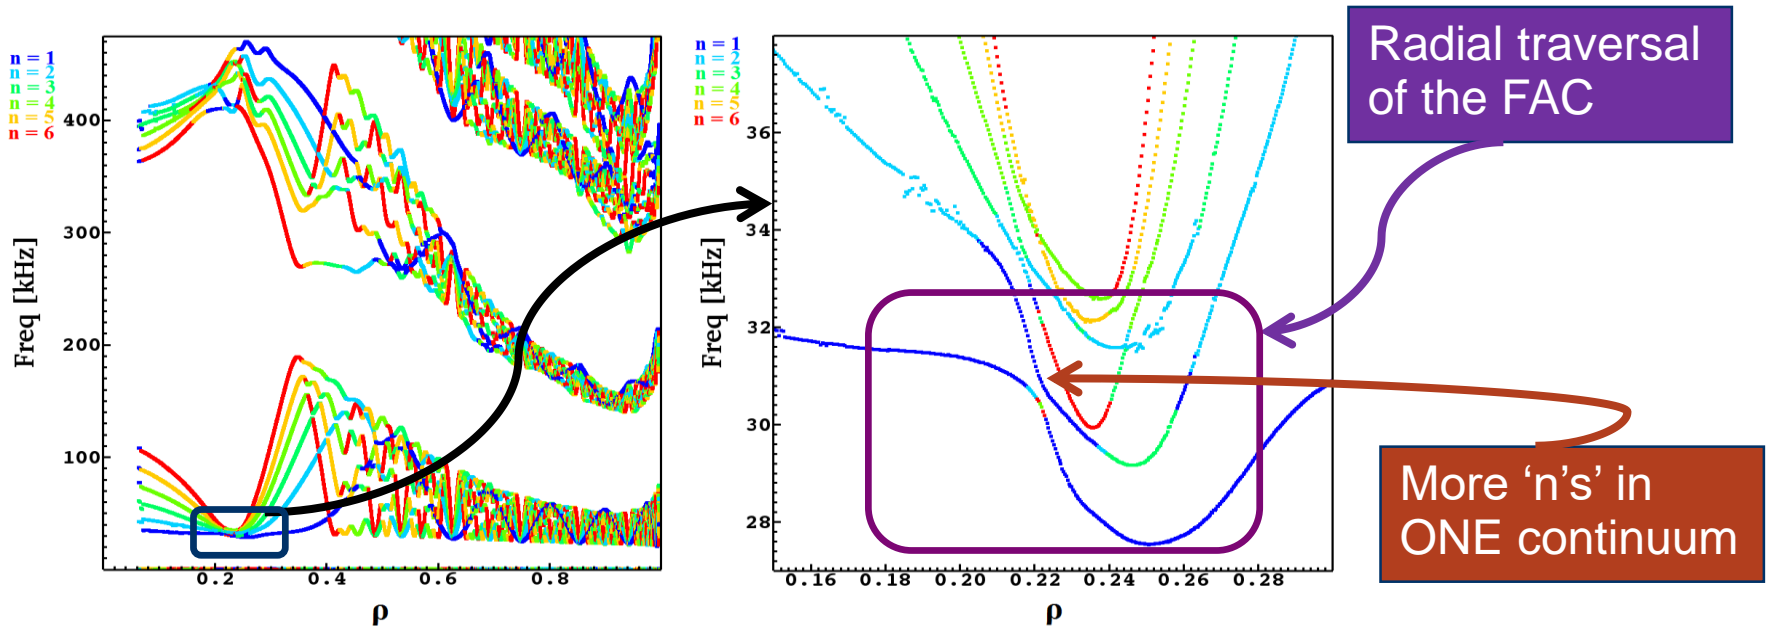 n = 1
n = 2
n = 3
n = 4
n = 5
n = 6
400
300
200
100
Freq [kHz]
0.2
0.4
0.6
0.8
ρ
n = 1
n = 2
n = 3
n = 4
n = 5
n = 6
36
34
32
30
28
Freq [kHz]
0.16
0.18
0.20
0.22
0.24
0.26
0.28
ρ
Radial traversal
of the FAC
More ‘n’s’ in
ONE continuum